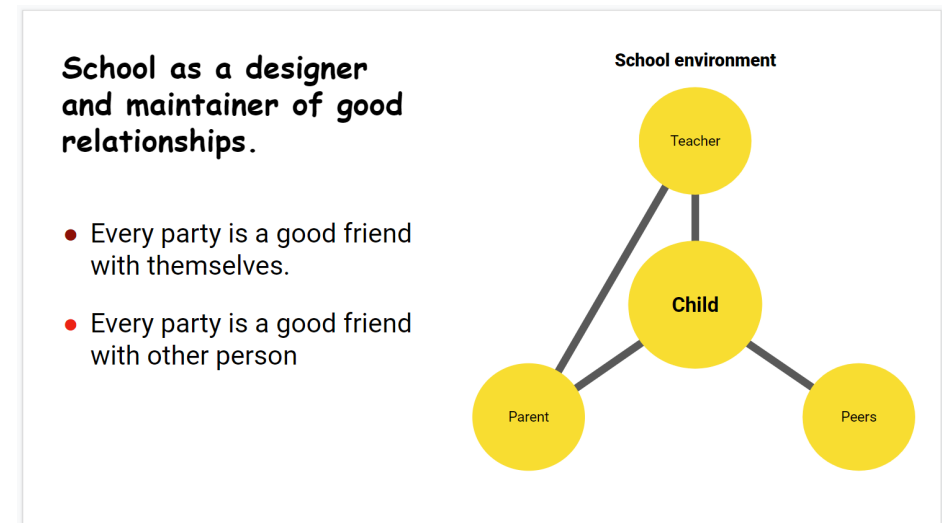 School as a designer
and maintainer of good
relationships.
Every party is a good friend
with themselves.
Every party is a good friend
with other person
School environment
Teacher
Child
Parent
Peers